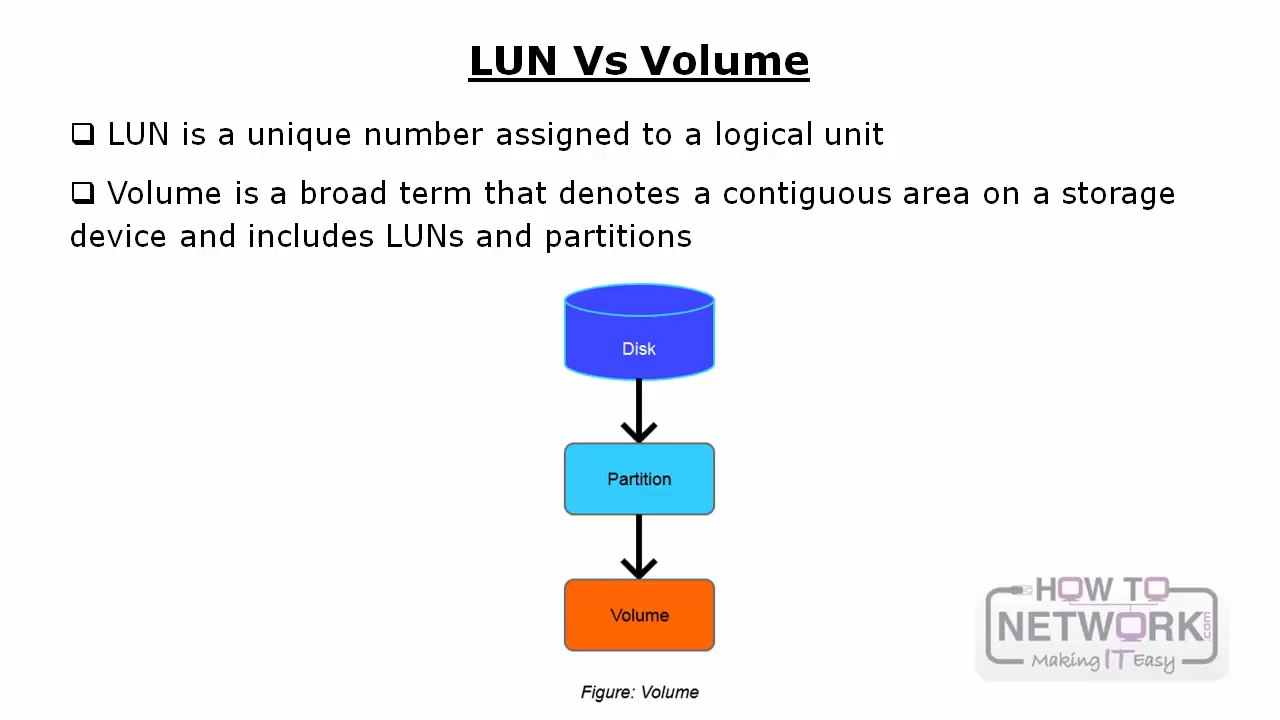 LUN Vs Volume
❑ LUN is a unique number assigned to a logical unit
❑ Volume is a broad term that denotes a contiguous area on a storage
device and includes LUNs and partitions
Disk
Partition
Volume
Figure: Volume
HOW TO
NETWORK.com
Making IT Easy